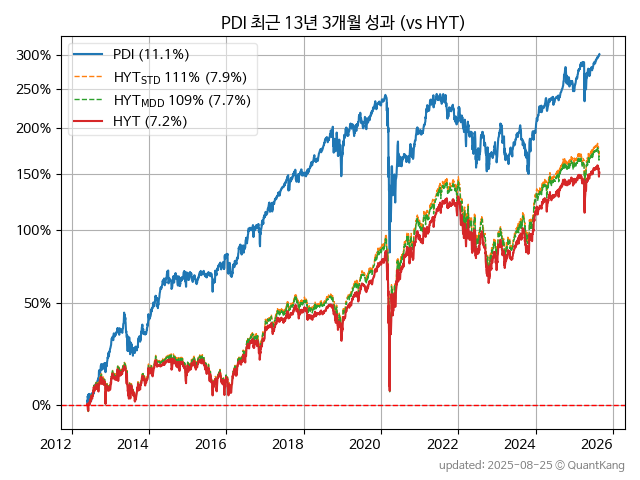 PDI 최근 13년 3개월 성과 (vs HYT)
PDI (11.1%)
HYT_STD 111% (7.9%)
HYT_MDD 109% (7.7%)
HYT (7.2%)
300%
250%
200%
150%
100%
50%
0%
2012 2014 2016 2018 2020 2022 2024 2026
updated: 2025-08-25 © QuantKang